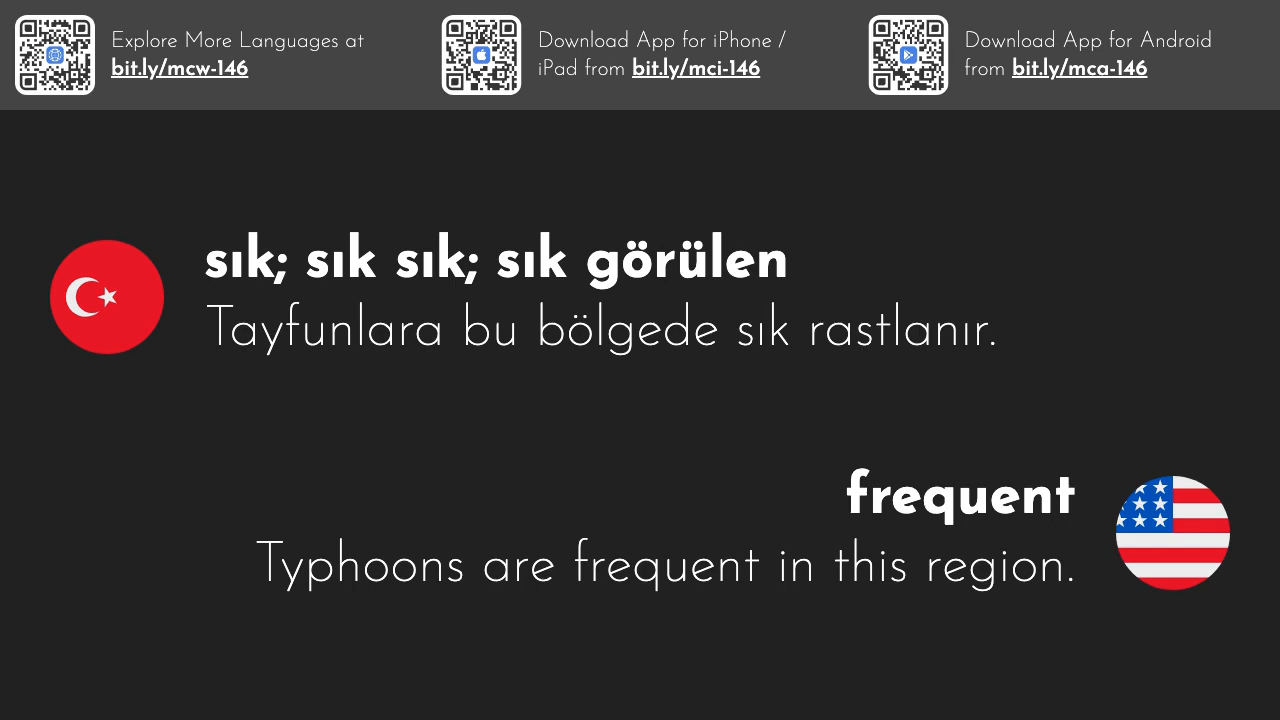 Explore More Languages at
bit.ly/mcw-146
Download App for iPhone /
iPad from bit.ly/mci-146
Download App for Android
from bit.ly/mca-146
sık; sık sık; sık görülen
Tayfunlara bu bölgede sık rastlanır.
frequent
Typhoons are frequent in this region.